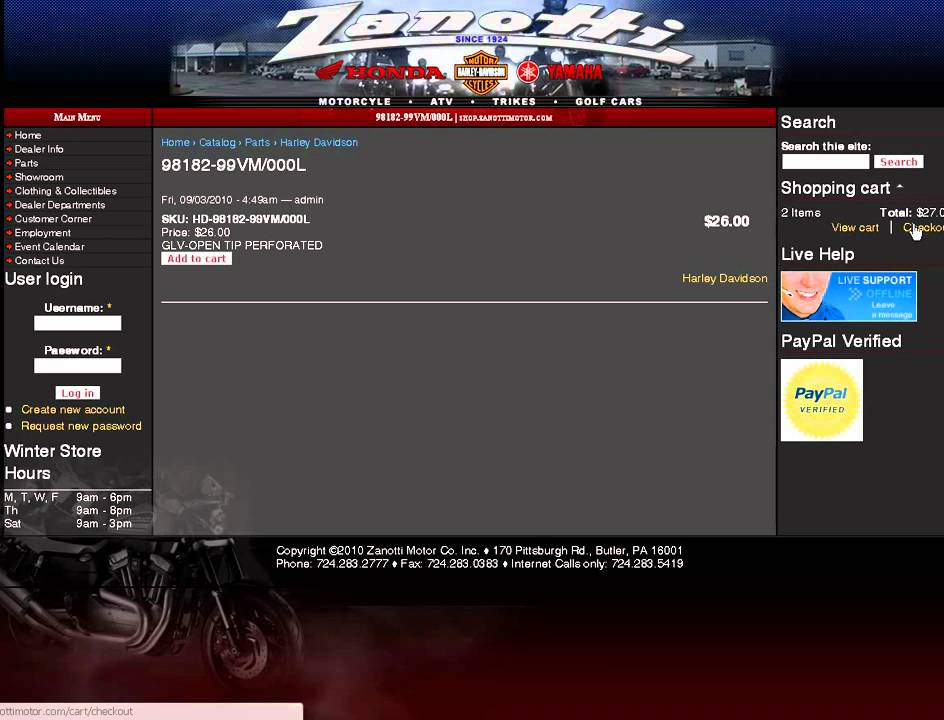 Zanotti
SINCE 1924
HONDA MOTOR HARLEY-DAVIDSON CYCLES YAMAHA
MOTORCYLE • ATV • TRIKES • GOLF CARS
MAIN MENU
98182-99VM/000L | SHOP.ZANOTTIMOTOR.COM
Home
Dealer Info
Parts
Showroom
Clothing & Collectibles
Dealer Departments
Customer Corner
Employment
Event Calendar
Contact Us
User login
Username: *
Password: *
Log in
Create new account
Request new password
Winter Store
Hours
M, T, W, F 9am - 6pm
Th 9am - 8pm
Sat 9am - 3pm
Home › Catalog › Parts › Harley Davidson
98182-99VM/000L
Fri, 09/03/2010 - 4:49am — admin
SKU: HD-98182-99VM/000L
$26.00
Price: $26.00
GLV-OPEN TIP PERFORATED
Add to cart
Harley Davidson
Search
Search this site:
Search
Shopping cart
2 Items Total: $27.0
View cart | Checkou
Live Help
LIVE SUPPORT
OFFLINE
Leave
a message
PayPal Verified
PayPal
VERIFIED
Copyright ©2010 Zanotti Motor Co. Inc. ♦ 170 Pittsburgh Rd., Butler, PA 16001
Phone: 724.283.2777 ♦ Fax: 724.283.0383 ♦ Internet Calls only: 724.283.5419
ottimotor.com/cart/checkout